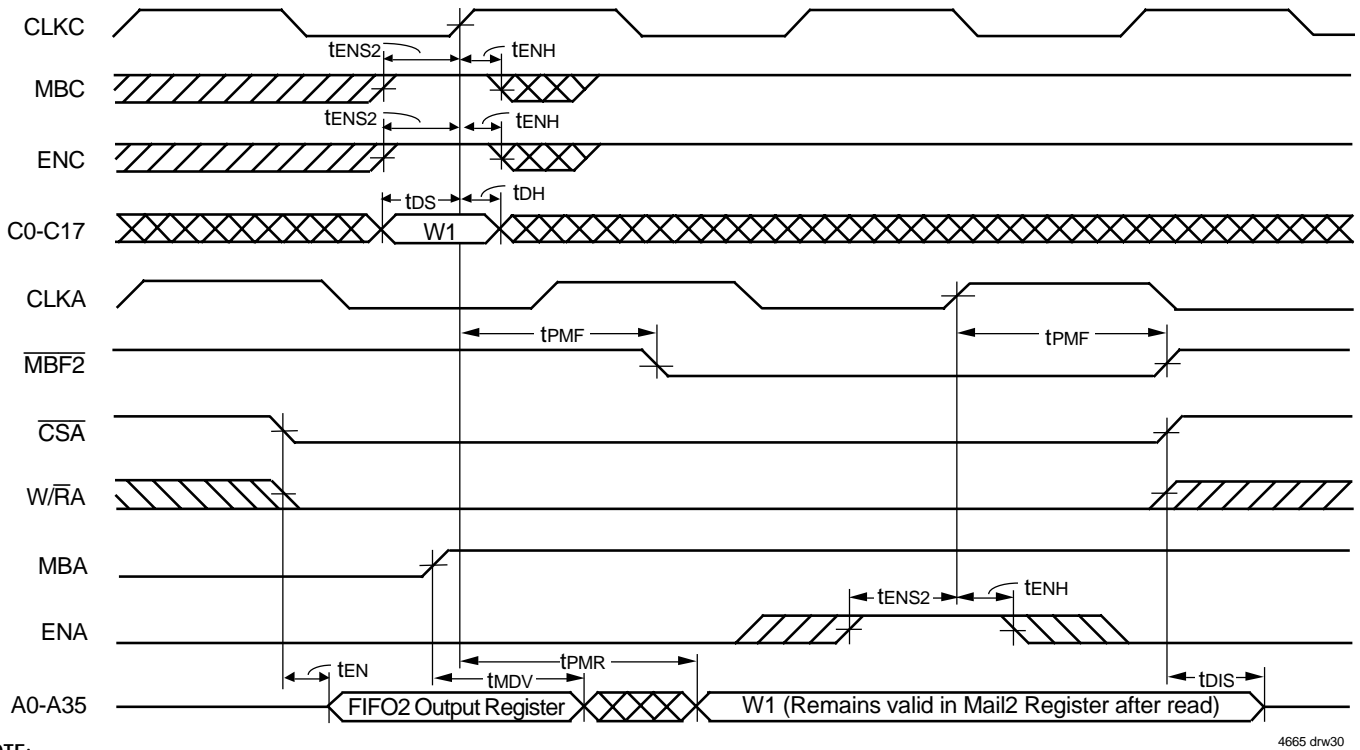 CLKC
tENS2 tENH
MBC
tENS2 tENH
ENC
tDS tDH
C0-C17 W1
CLKA
tPMF tPMF
MBF2
CSA
W/RA
MBA
tENS2 tENH
ENA
tEN tPMR
tMDV tDIS
A0-A35 FIFO2 Output Register W1 (Remains valid in Mail2 Register after read)
4665 drw30